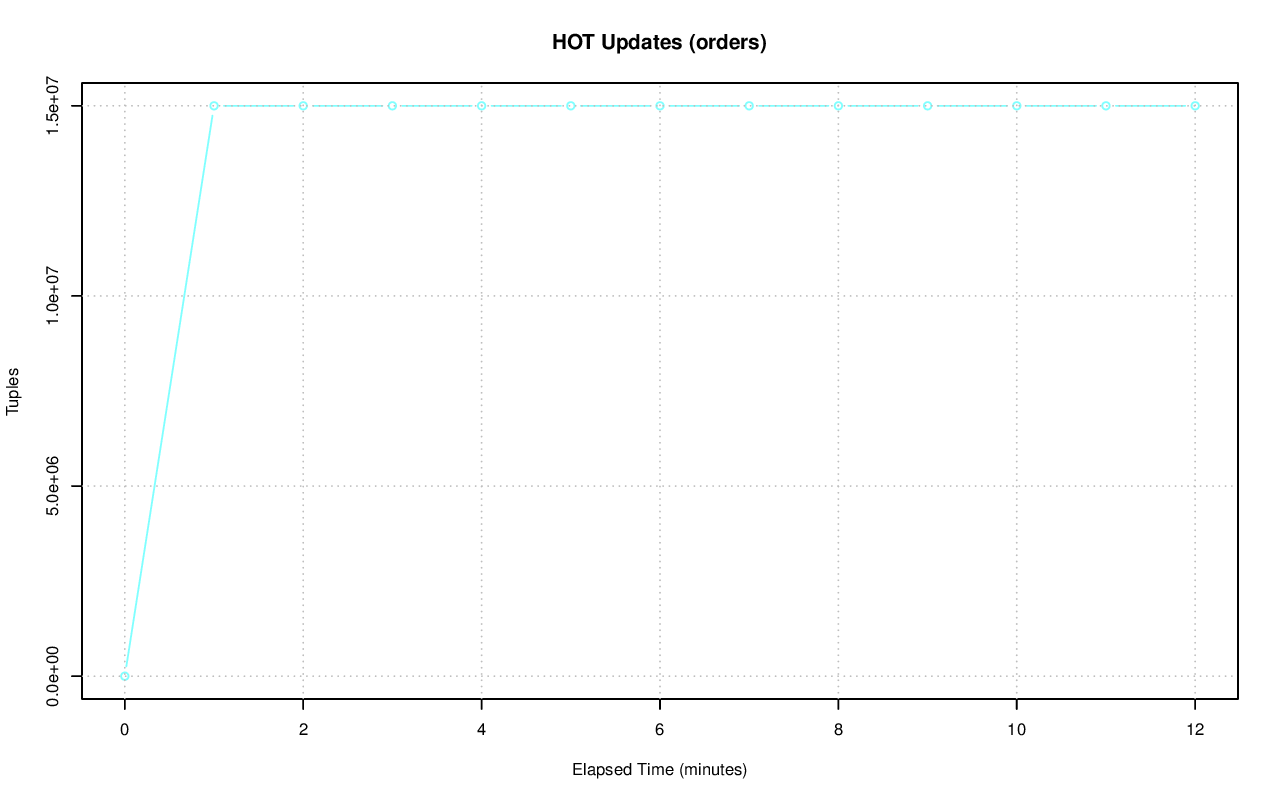 HOT Updates (orders)
1.5e+07
1.0e+07
5.0e+06
0.0e+00
Tuples
0 2 4 6 8 10 12
Elapsed Time (minutes)